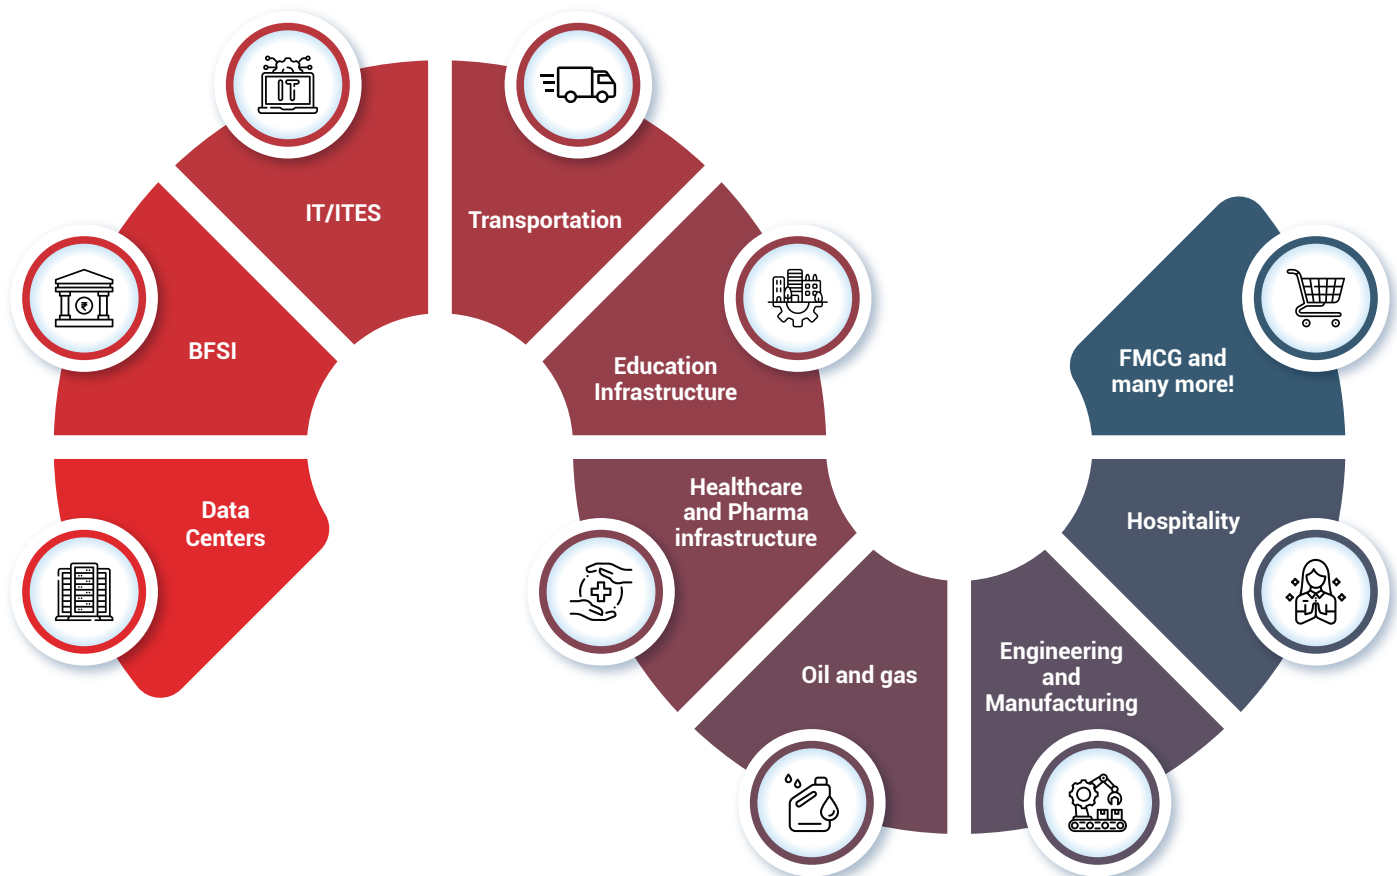 IT
IT/ITES
Transportation
BFSI
₹
Education
Infrastructure
FMCG and
many more!
Data
Centers
Healthcare
and Pharma
infrastructure
Hospitality
Oil and gas
Engineering
and
Manufacturing